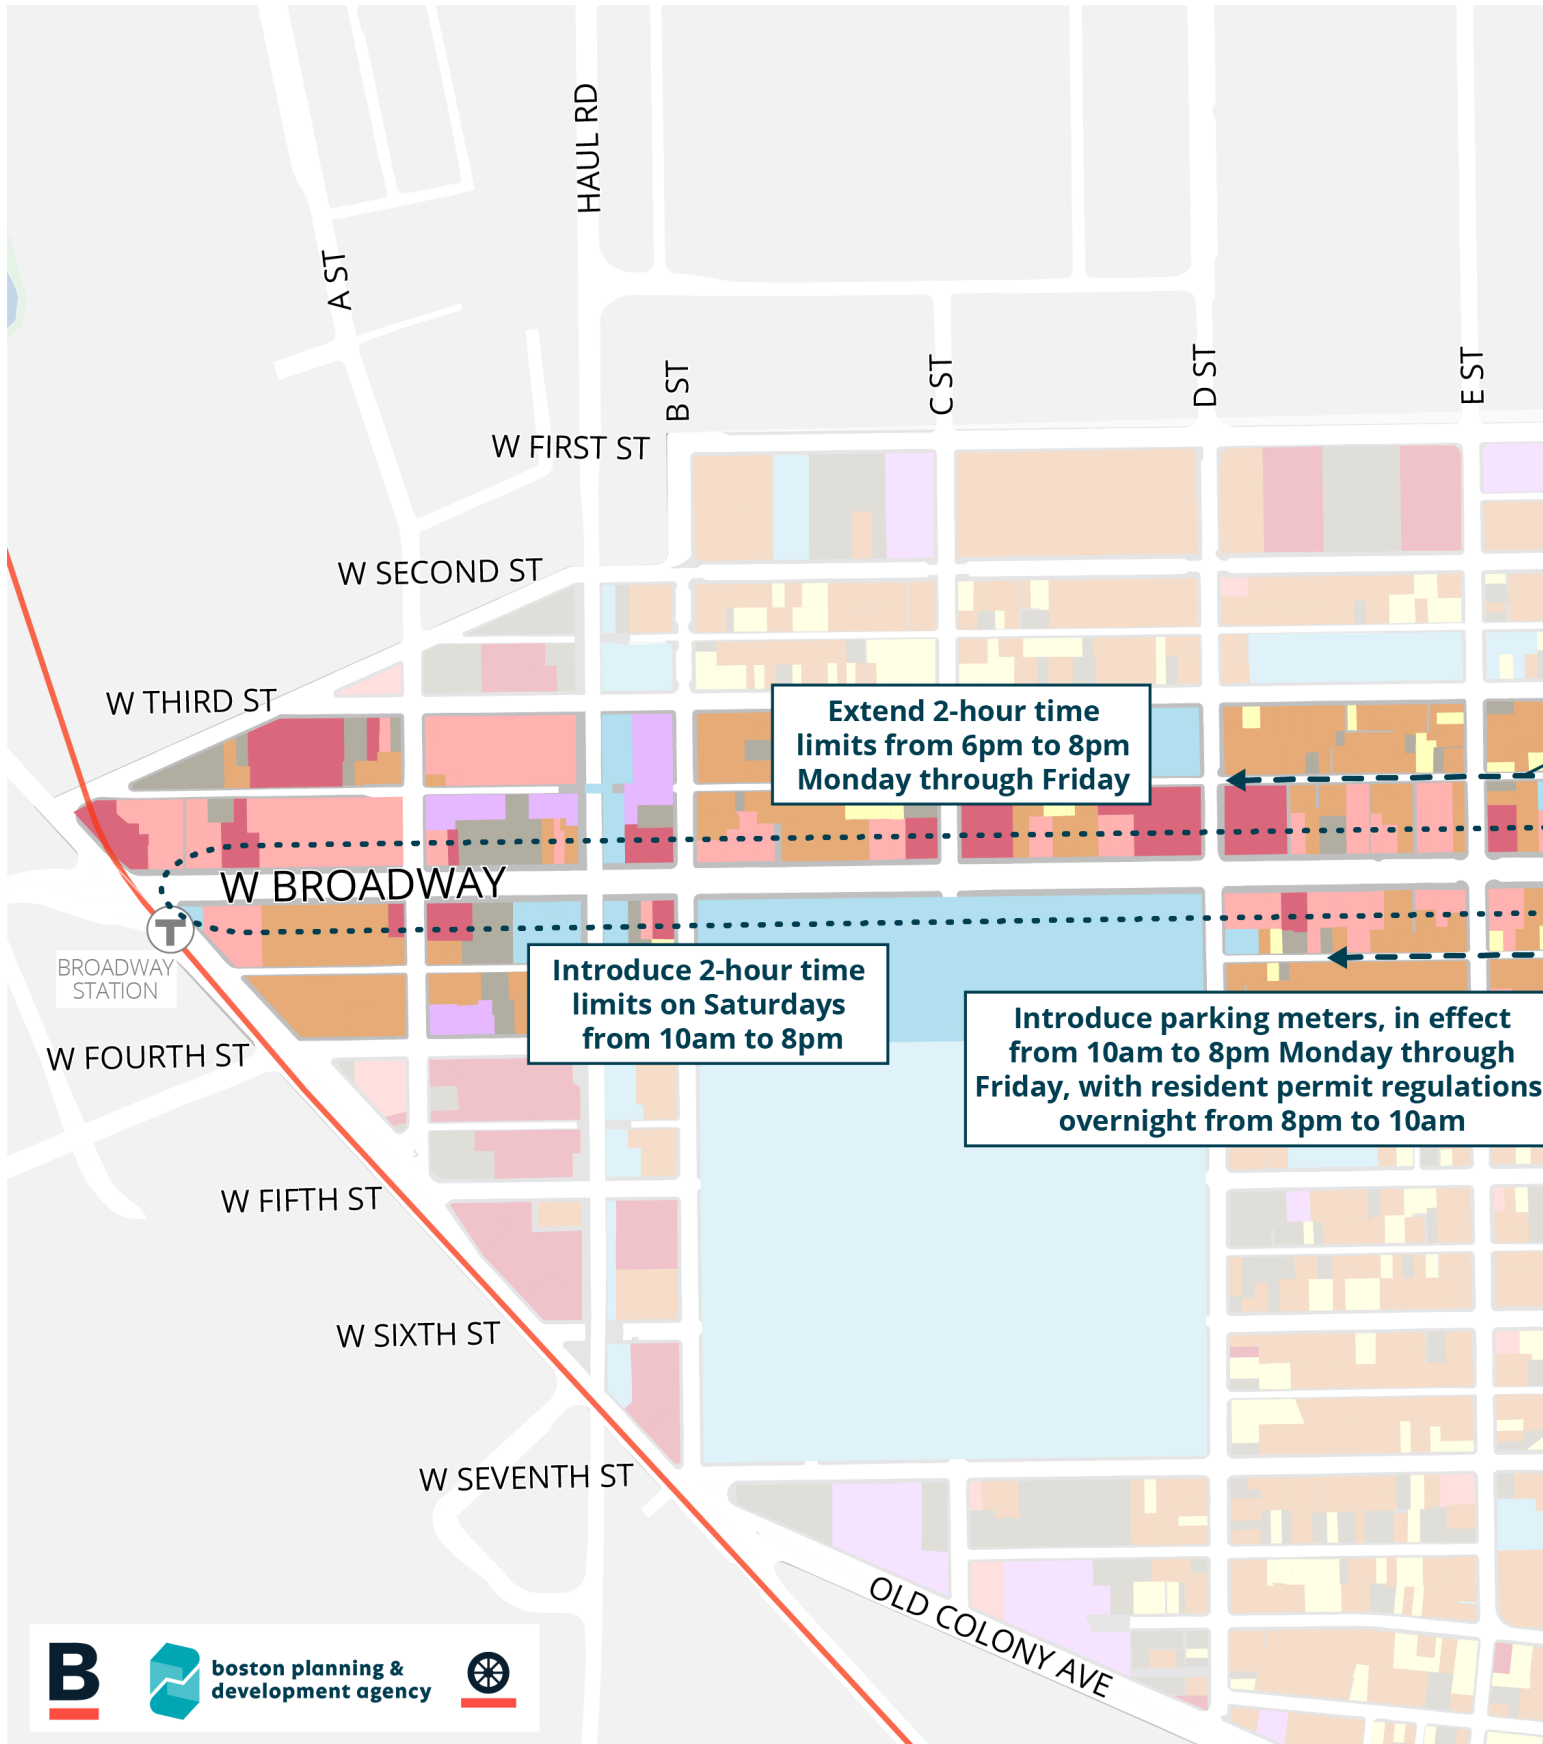 HAUL RD
A ST
B ST
C ST
D ST
E ST
W FIRST ST
W SECOND ST
W THIRD ST
Extend 2-hour time
limits from 6pm to 8pm
Monday through Friday
W BROADWAY
T
BROADWAY
STATION
Introduce 2-hour time
limits on Saturdays
from 10am to 8pm
Introduce parking meters, in effect
from 10am to 8pm Monday through
Friday, with resident permit regulations
overnight from 8pm to 10am
W FOURTH ST
W FIFTH ST
W SIXTH ST
W SEVENTH ST
OLD COLONY AVE
B
boston planning &
development agency